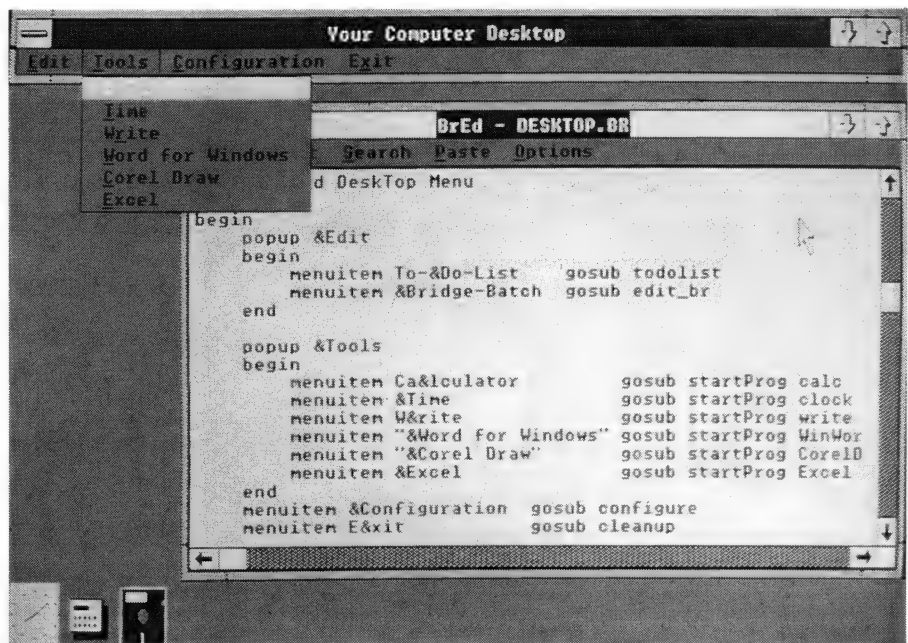 Your Computer Desktop
Edit Tools Configuration Exit
Time
Write
Word for Windows
Corel Draw
Excel
BrEd - DESKTOP.BR
Search Paste Options
d DeskTop Menu
begin
popup &Edit
begin
menuitem To-&Do-List gosub todolist
menuitem &Bridge-Batch gosub edit_br
end
popup &Tools
begin
menuitem Ca&lculator gosub startProg calc
menuitem &Time gosub startProg clock
menuitem W&rite gosub startProg write
menuitem "&Word for Windows" gosub startProg WinWor
menuitem "&Corel Draw" gosub startProg CorelD
menuitem &Excel gosub startProg Excel
end
menuitem &Configuration gosub configure
menuitem E&xit gosub cleanup